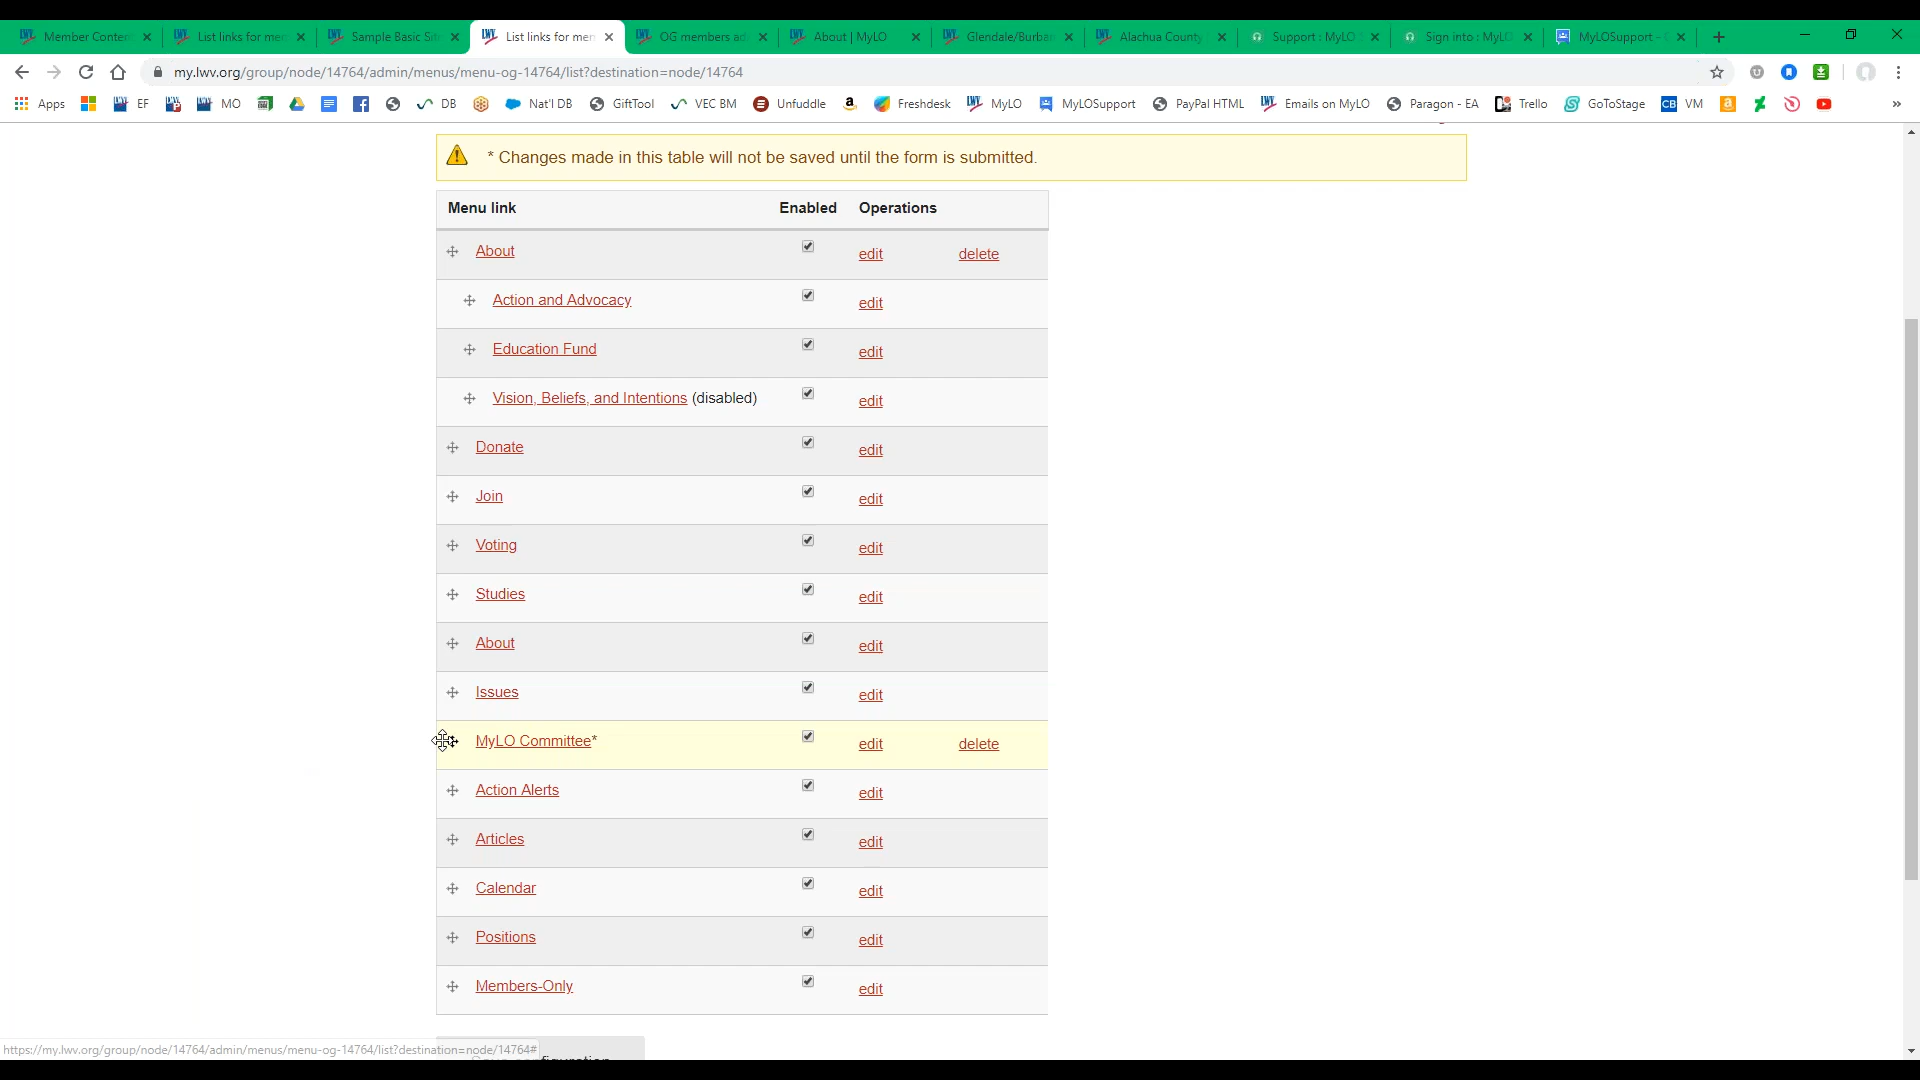 Member Conten
List links for men
Sample Basic Sit
List links for men
OG members ad
About | MyLO
Glendale/Burba
Alachua County
Support : MyLO S
Sign into : MyLO
MyLOSupport - C
my.lwv.org/group/node/14764/admin/menus/menu-og-14764/list?destination=node/14764
Apps EF MO DB Nat'l DB GiftTool VEC BM Unfuddle Freshdesk MyLO MyLOSupport PayPal HTML Emails on MyLO Paragon - EA Trello GoToStage CB VM »
* Changes made in this table will not be saved until the form is submitted.
Menu link Enabled Operations
About edit delete
Action and Advocacy edit
Education Fund edit
Vision, Beliefs, and Intentions (disabled) edit
Donate edit
Join edit
Voting edit
Studies edit
About edit
Issues edit
MyLO Committee* edit delete
Action Alerts edit
Articles edit
Calendar edit
Positions edit
Members-Only edit
https://my.lwv.org/group/node/14764/admin/menus/menu-og-14764/list?destination=node/14764#